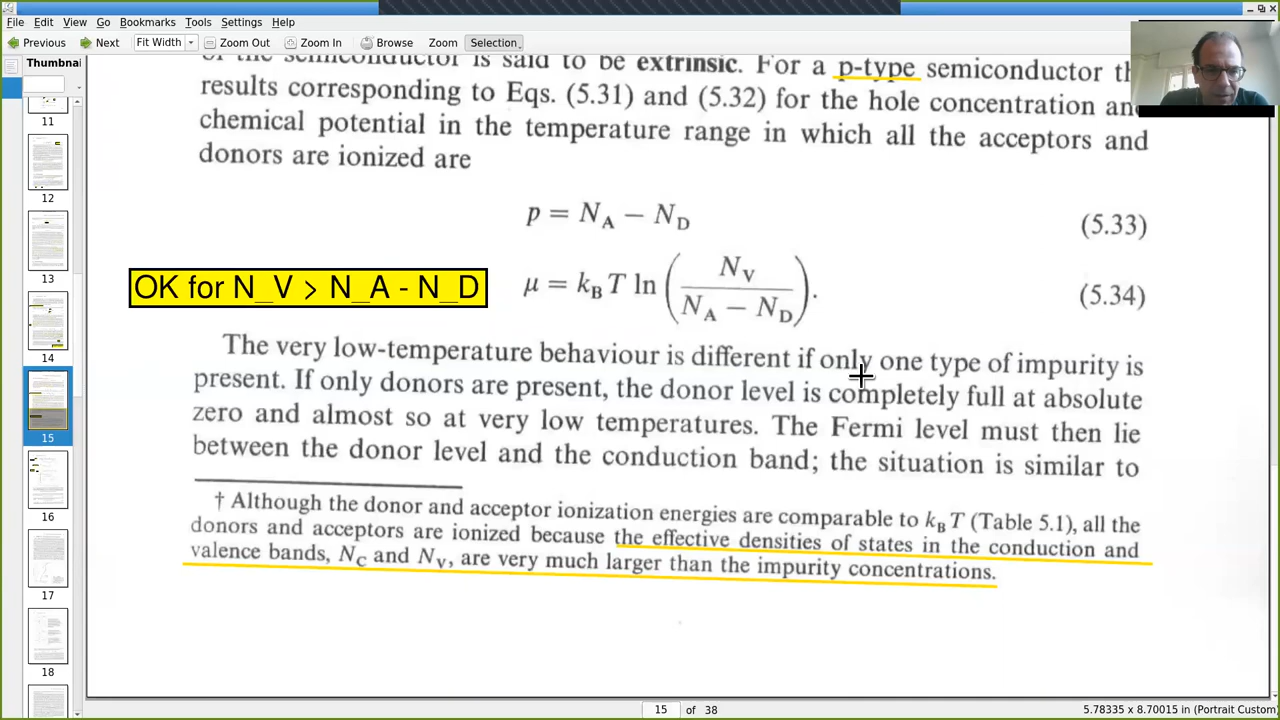 File Edit View Go Bookmarks Tools Settings Help
Previous Next Fit Width Zoom Out Zoom In Browse Zoom Selection
Thumbnai
11
12
13
14
15
16
17
18
of the semiconductor is said to be extrinsic. For a p-type semiconductor th
results corresponding to Eqs. (5.31) and (5.32) for the hole concentration and
chemical potential in the temperature range in which all the acceptors and
donors are ionized are
p = N_A − N_D (5.33)
OK for N_V > N_A - N_D
μ = k_B T ln ( N_V / N_A − N_D ). (5.34)
The very low-temperature behaviour is different if only one type of impurity is
present. If only donors are present, the donor level is completely full at absolute
zero and almost so at very low temperatures. The Fermi level must then lie
between the donor level and the conduction band; the situation is similar to
† Although the donor and acceptor ionization energies are comparable to k_B T (Table 5.1), all the
donors and acceptors are ionized because the effective densities of states in the conduction and
valence bands, N_C and N_V, are very much larger than the impurity concentrations.
15 of 38 5.78335 x 8.70015 in (Portrait Custom)